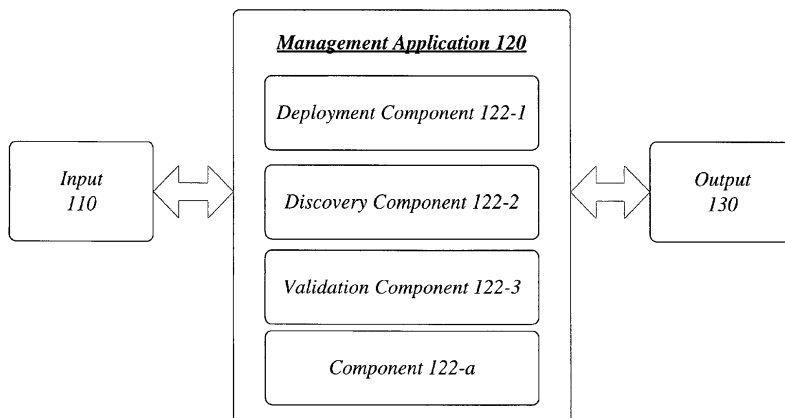 Management Application 120
Deployment Component 122-1
Input
110
Discovery Component 122-2
Output
130
Validation Component 122-3
Component 122-a